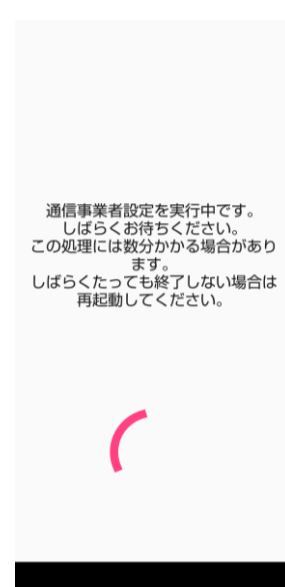 通信事業者設定を実行中です。
しばらくお待ちください。
この処理には数分かかる場合があり
ます。
しばらくたっても終了しない場合は
再起動してください。